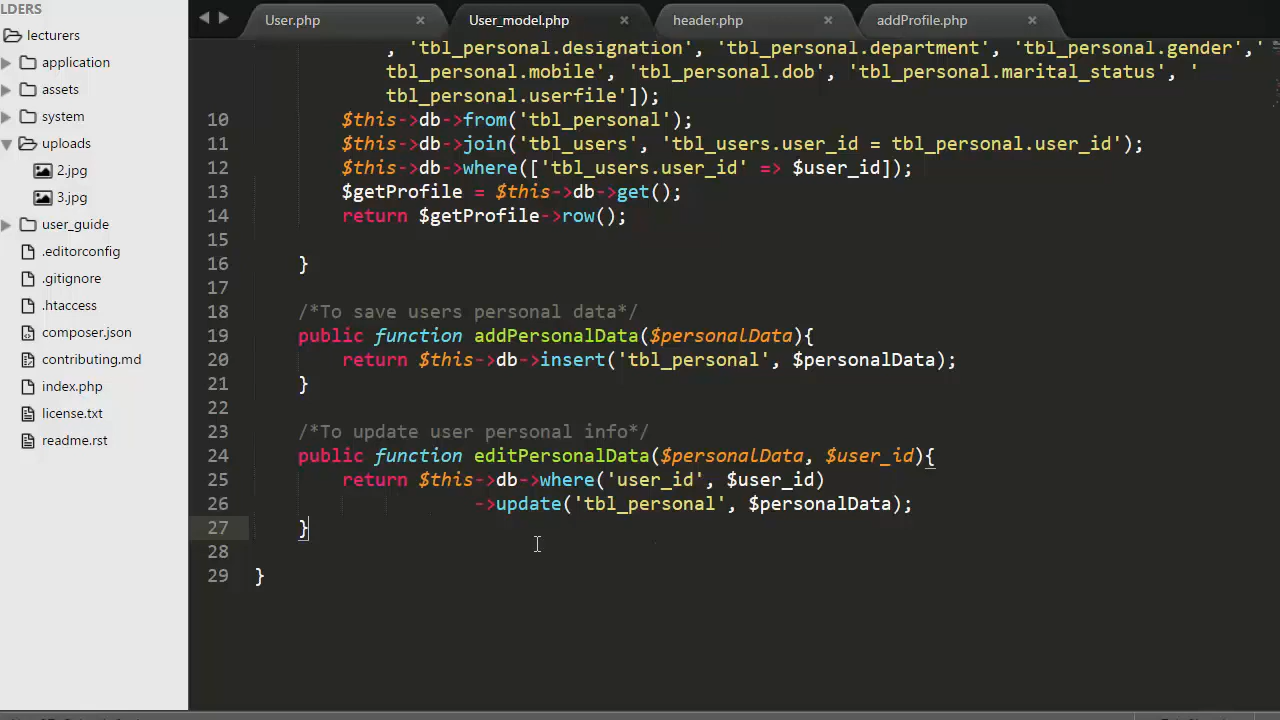 LDERS
lecturers
application
assets
system
uploads
2.jpg
3.jpg
user_guide
.editorconfig
.gitignore
.htaccess
composer.json
contributing.md
index.php
license.txt
readme.rst
User.php
User_model.php
header.php
addProfile.php
, 'tbl_personal.designation', 'tbl_personal.department', 'tbl_personal.gender','
tbl_personal.mobile', 'tbl_personal.dob', 'tbl_personal.marital_status', '
tbl_personal.userfile']);
10 $this->db->from('tbl_personal');
11 $this->db->join('tbl_users', 'tbl_users.user_id = tbl_personal.user_id');
12 $this->db->where(['tbl_users.user_id' => $user_id]);
13 $getProfile = $this->db->get();
14 return $getProfile->row();
15
16 }
17
18 /*To save users personal data*/
19 public function addPersonalData($personalData){
20 return $this->db->insert('tbl_personal', $personalData);
21 }
22
23 /*To update user personal info*/
24 public function editPersonalData($personalData, $user_id){
25 return $this->db->where('user_id', $user_id)
26 ->update('tbl_personal', $personalData);
27 }
28
29 }